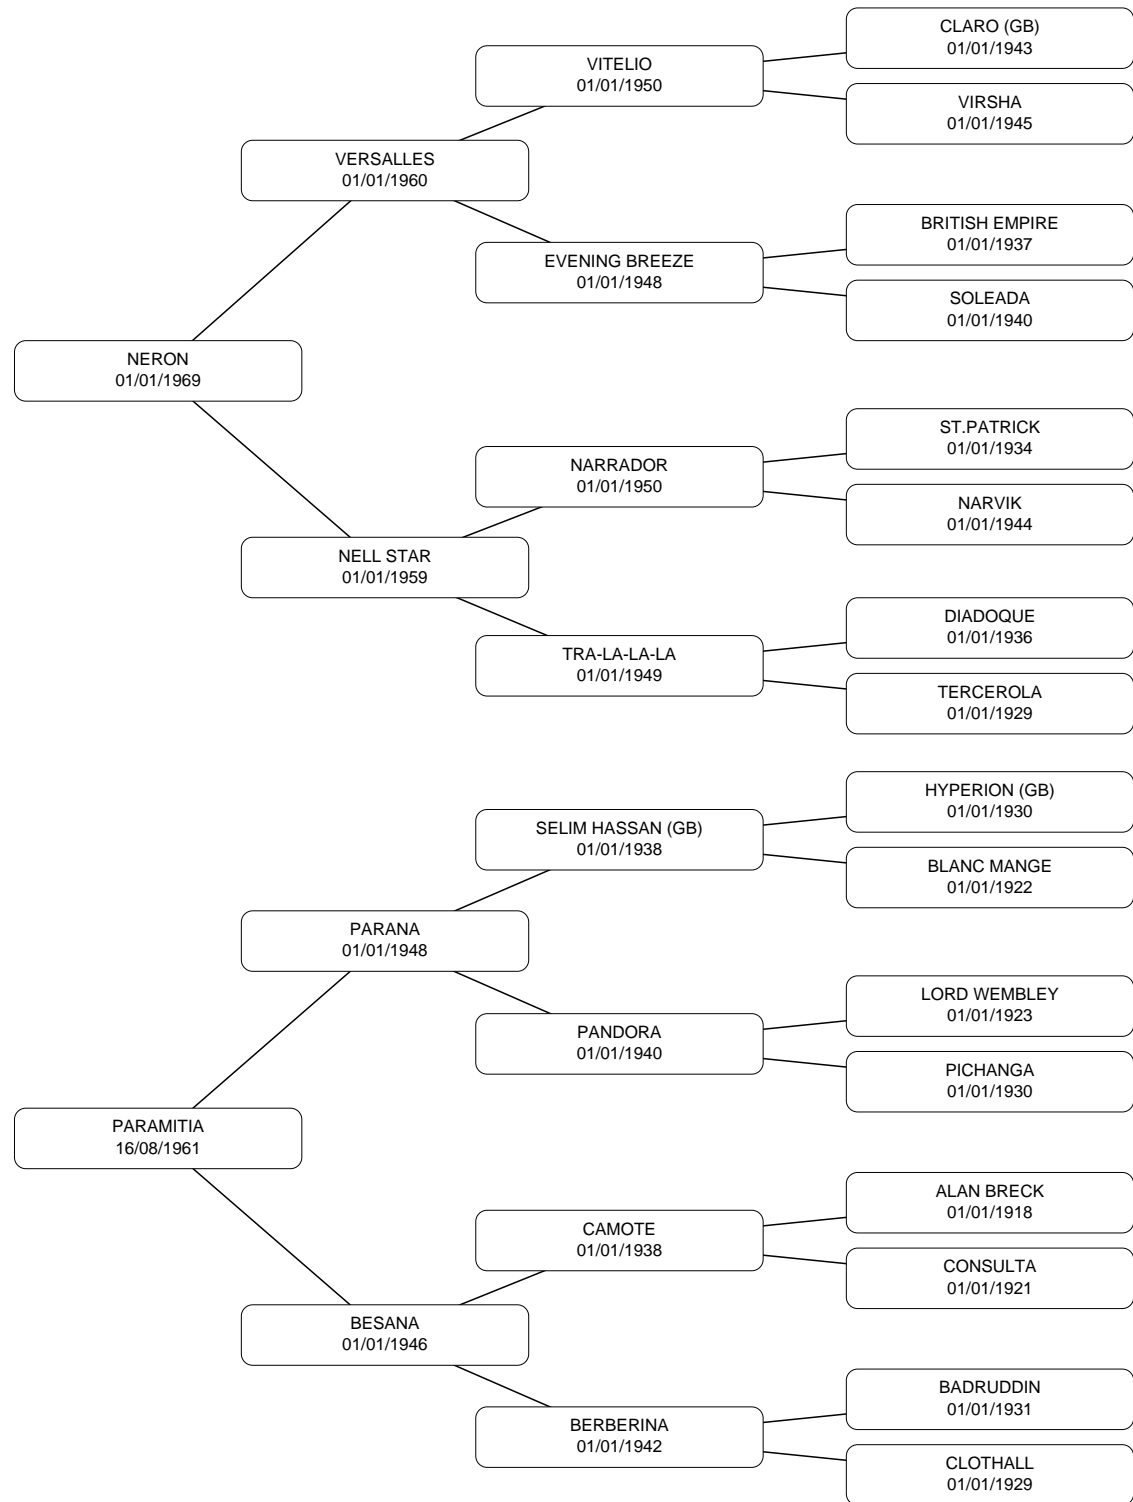 CLARO (GB)
01/01/1943
VITELIO
01/01/1950
VIRSHA
01/01/1945
VERSALLES
01/01/1960
BRITISH EMPIRE
01/01/1937
EVENING BREEZE
01/01/1948
SOLEADA
01/01/1940
NERON
01/01/1969
ST.PATRICK
01/01/1934
NARRADOR
01/01/1950
NARVIK
01/01/1944
NELL STAR
01/01/1959
DIADOQUE
01/01/1936
TRA-LA-LA-LA
01/01/1949
TERCEROLA
01/01/1929
HYPERION (GB)
01/01/1930
SELIM HASSAN (GB)
01/01/1938
BLANC MANGE
01/01/1922
PARANA
01/01/1948
LORD WEMBLEY
01/01/1923
PANDORA
01/01/1940
PICHANGA
01/01/1930
PARAMITIA
16/08/1961
ALAN BRECK
01/01/1918
CAMOTE
01/01/1938
CONSULTA
01/01/1921
BESANA
01/01/1946
BADRUDDIN
01/01/1931
BERBERINA
01/01/1942
CLOTHALL
01/01/1929